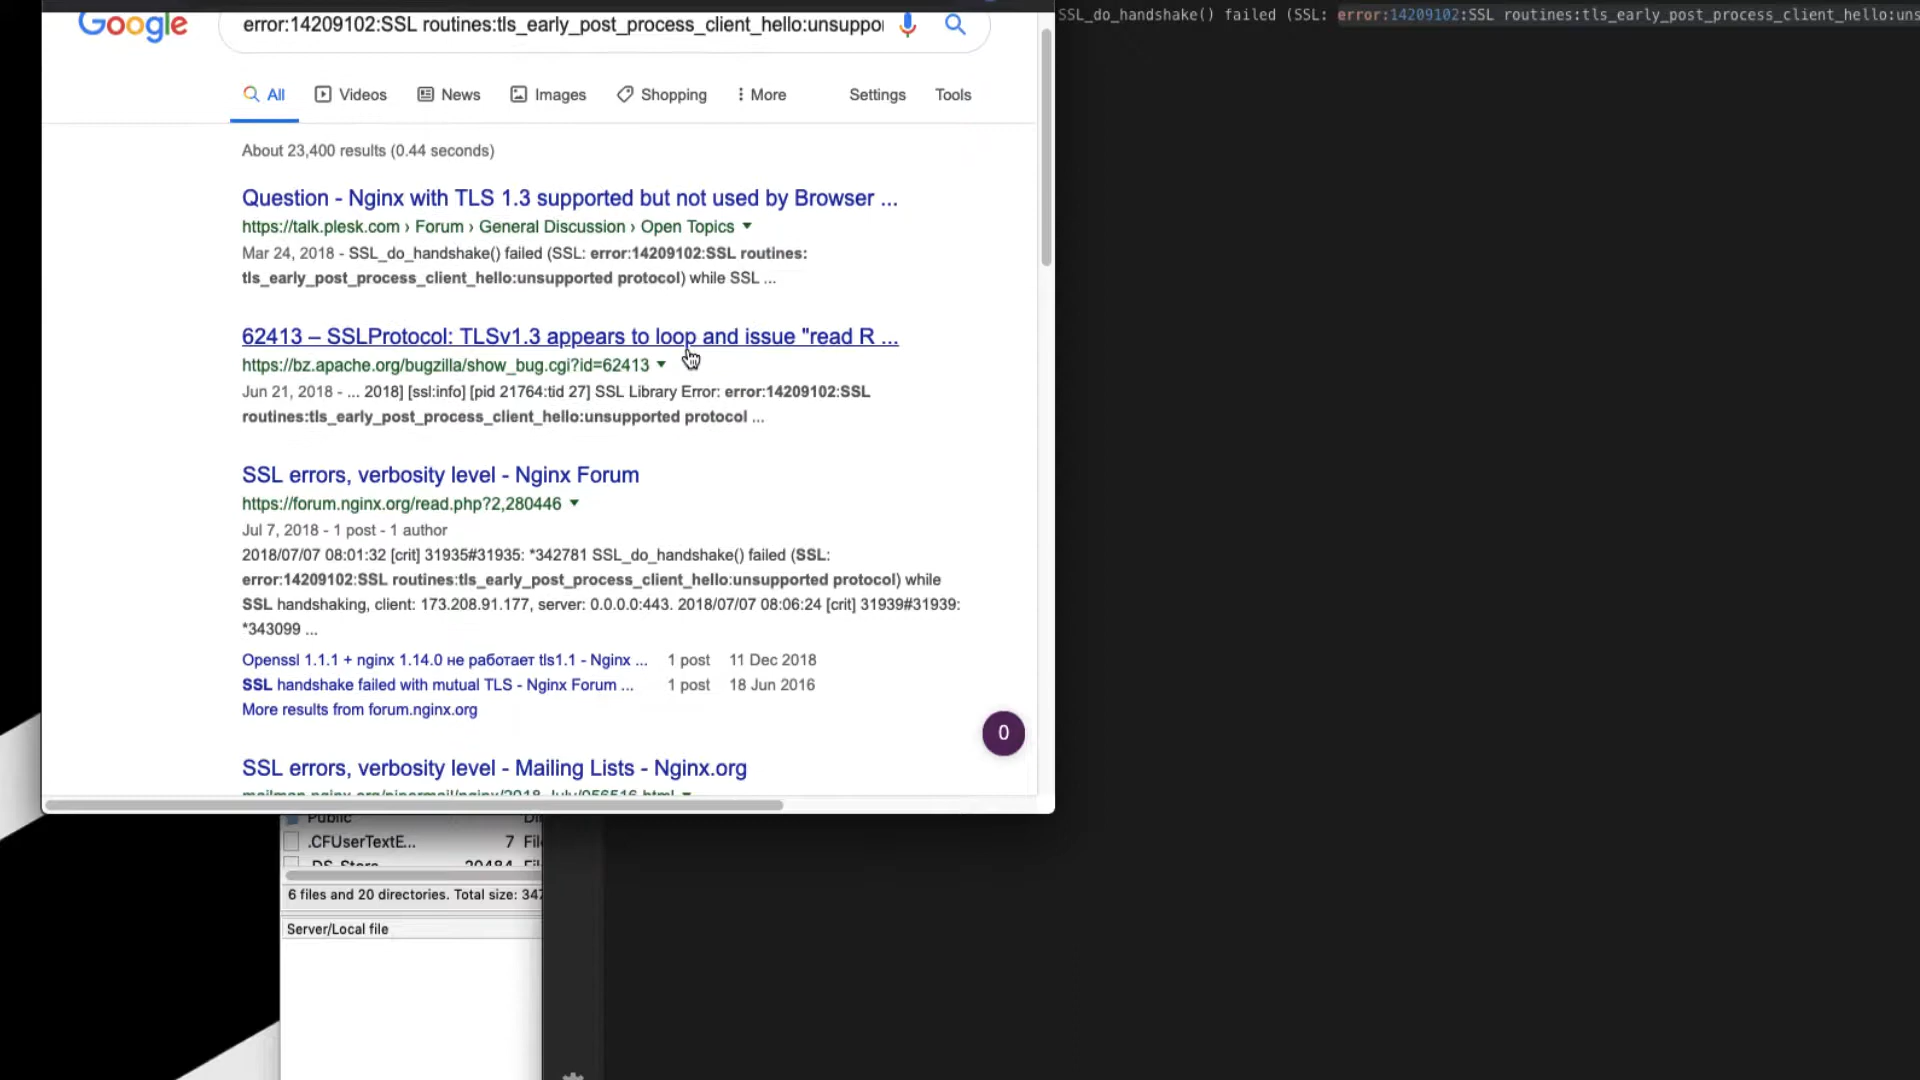 SSL_do_handshake() failed (SSL: error:14209102:SSL routines:tls_early_post_process_client_hello:uns
Google
error:14209102:SSL routines:tls_early_post_process_client_hello:unsuppo
All Videos News Images Shopping More Settings Tools
About 23,400 results (0.44 seconds)
Question - Nginx with TLS 1.3 supported but not used by Browser ...
https://talk.plesk.com › Forum › General Discussion › Open Topics
Mar 24, 2018 - SSL_do_handshake() failed (SSL: error:14209102:SSL routines:
tls_early_post_process_client_hello:unsupported protocol) while SSL ...
62413 – SSLProtocol: TLSv1.3 appears to loop and issue "read R ...
https://bz.apache.org/bugzilla/show_bug.cgi?id=62413
Jun 21, 2018 - ... 2018] [ssl:info] [pid 21764:tid 27] SSL Library Error: error:14209102:SSL
routines:tls_early_post_process_client_hello:unsupported protocol ...
SSL errors, verbosity level - Nginx Forum
https://forum.nginx.org/read.php?2,280446
Jul 7, 2018 - 1 post - 1 author
2018/07/07 08:01:32 [crit] 31935#31935: *342781 SSL_do_handshake() failed (SSL:
error:14209102:SSL routines:tls_early_post_process_client_hello:unsupported protocol) while
SSL handshaking, client: 173.208.91.177, server: 0.0.0.0:443. 2018/07/07 08:06:24 [crit] 31939#31939:
*343099 ...
Openssl 1.1.1 + nginx 1.14.0 не работает tls1.1 - Nginx ... 1 post 11 Dec 2018
SSL handshake failed with mutual TLS - Nginx Forum ... 1 post 18 Jun 2016
More results from forum.nginx.org
0
SSL errors, verbosity level - Mailing Lists - Nginx.org
Public
.CFUserTextE... 7 Fil
.DS_Store 20484 Fil
6 files and 20 directories. Total size: 347
Server/Local file